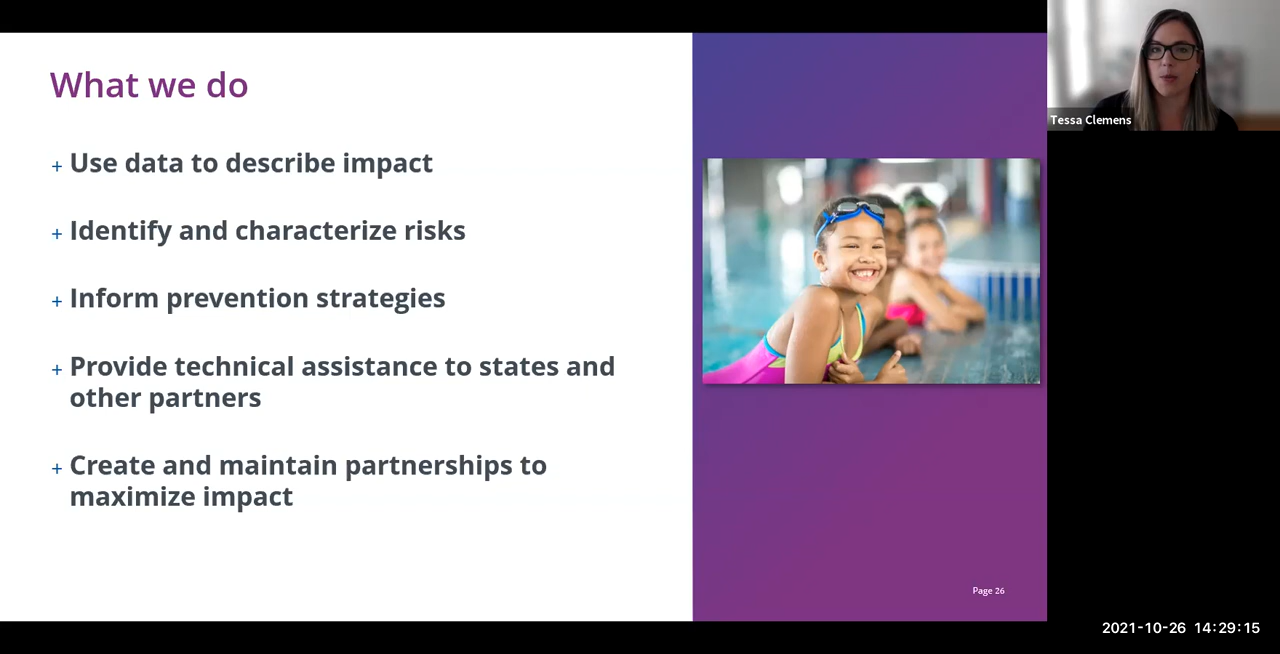 What we do
+ Use data to describe impact
+ Identify and characterize risks
+ Inform prevention strategies
+ Provide technical assistance to states and
other partners
+ Create and maintain partnerships to
maximize impact
Page 26
Tessa Clemens
2021-10-26 14:29:15